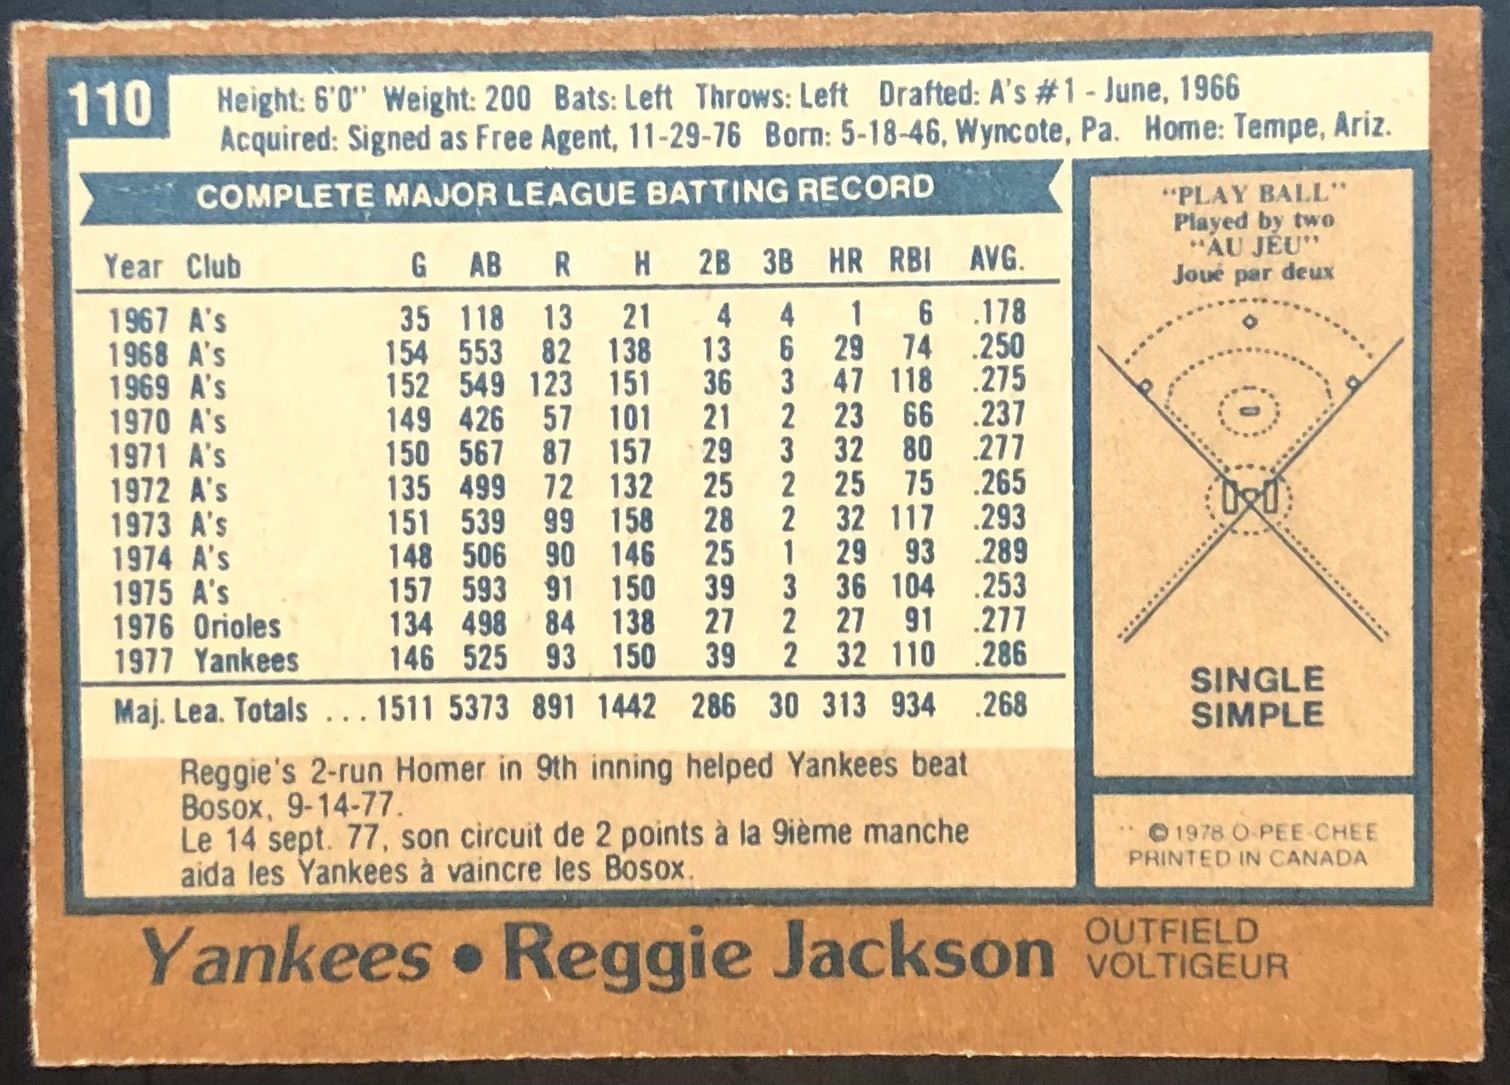 110
Height: 6'0" Weight: 200 Bats: Left Throws: Left Drafted: A's #1 - June, 1966
Acquired: Signed as Free Agent, 11-29-76 Born: 5-18-46, Wyncote, Pa. Home: Tempe, Ariz.
COMPLETE MAJOR LEAGUE BATTING RECORD
Year Club G AB R H 2B 3B HR RBI AVG.
1967 A's 35 118 13 21 4 4 1 6 .178
1968 A's 154 553 82 138 13 6 29 74 .250
1969 A's 152 549 123 151 36 3 47 118 .275
1970 A's 149 426 57 101 21 2 23 66 .237
1971 A's 150 567 87 157 29 3 32 80 .277
1972 A's 135 499 72 132 25 2 25 75 .265
1973 A's 151 539 99 158 28 2 32 117 .293
1974 A's 148 506 90 146 25 1 29 93 .289
1975 A's 157 593 91 150 39 3 36 104 .253
1976 Orioles 134 498 84 138 27 2 27 91 .277
1977 Yankees 146 525 93 150 39 2 32 110 .286
Maj. Lea. Totals ... 1511 5373 891 1442 286 30 313 934 .268
Reggie's 2-run Homer in 9th inning helped Yankees beat
Bosox, 9-14-77.
Le 14 sept. 77, son circuit de 2 points à la 9ième manche
aida les Yankees à vaincre les Bosox.
"PLAY BALL"
Played by two
"AU JEU"
Joué par deux
SINGLE
SIMPLE
© 1978 O-PEE-CHEE
PRINTED IN CANADA
Yankees • Reggie Jackson
OUTFIELD
VOLTIGEUR